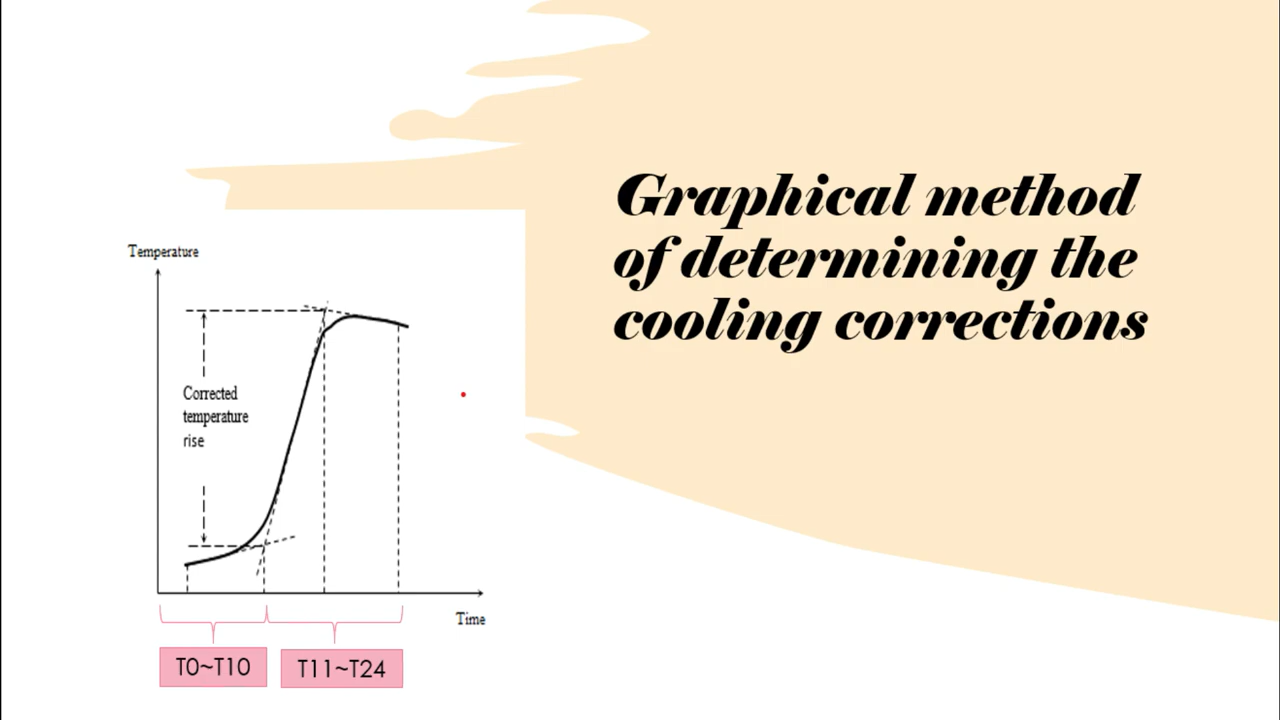 Graphical method
of determining the
cooling corrections
Temperature
Corrected
temperature
rise
Time
T0~T10
T11~T24